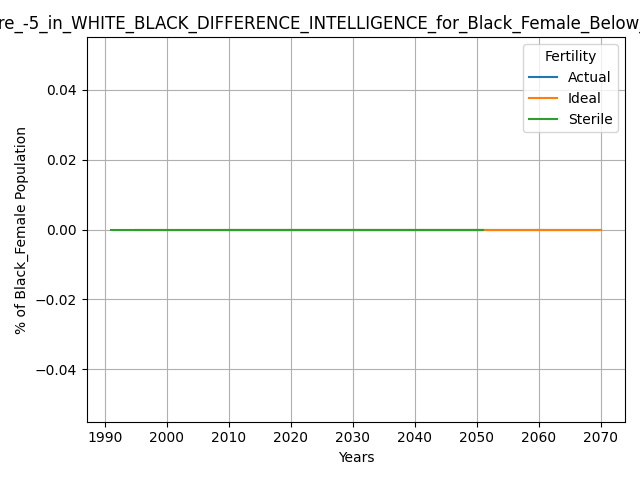 re_-5_in_WHITE_BLACK_DIFFERENCE_INTELLIGENCE_for_Black_Female_Below_
Fertility
Actual
Ideal
Sterile
% of Black_Female Population
0.04
0.02
0.00
−0.02
−0.04
1990 2000 2010 2020 2030 2040 2050 2060 2070
Years